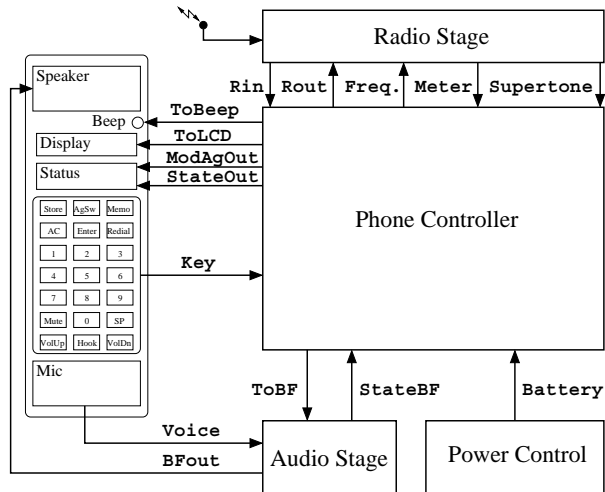 Radio Stage
Speaker
Rin Rout Freq. Meter Supertone
ToBeep
Beep
ToLCD
Display
ModAgOut
Status
StateOut
Store AgSw Memo
AC Enter Redial
1 2 3
4 5 6
7 8 9
Mute 0 SP
VolUp Hook VolDn
Phone Controller
Key
Mic
ToBF StateBF Battery
Voice
BFout
Audio Stage
Power Control